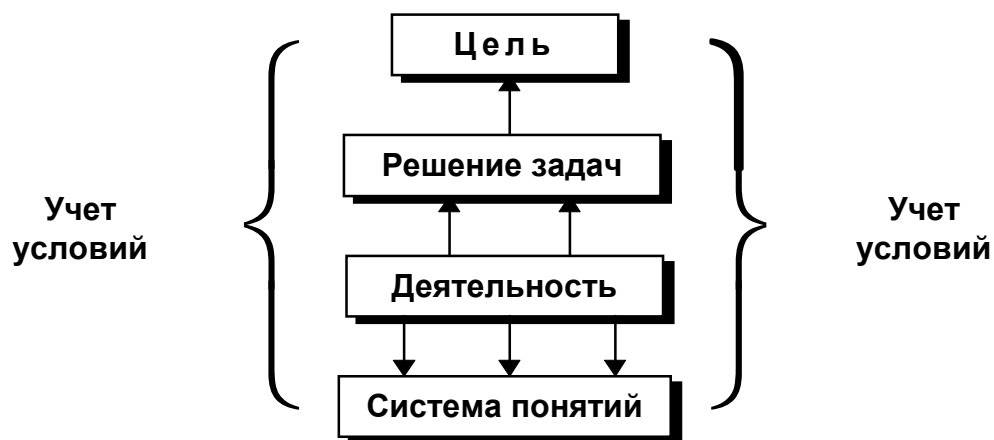 Цель
Решение задач
Учет
условий
Учет
условий
Деятельность
Система понятий